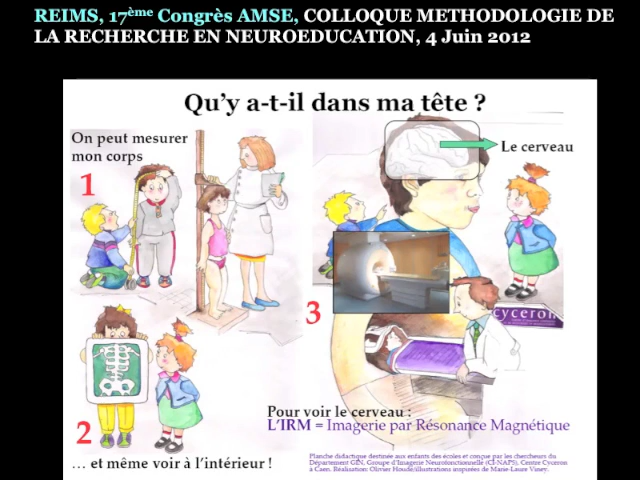 REIMS, 17ème Congrès AMSE, COLLOQUE METHODOLOGIE DE
LA RECHERCHE EN NEUROEDUCATION, 4 Juin 2012
Qu'y a-t-il dans ma tête ?
On peut mesurer
mon corps
1
Le cerveau
3
cyceron
2
Pour voir le cerveau :
L'IRM = Imagerie par Résonance Magnétique
… et même voir à l'intérieur !
Planche didactique destinée aux enfants des écoles et conçue par les chercheurs du
Département GIN, Groupe d'Imagerie Neurofonctionnelle (CI-NAPS), Centre Cyceron
à Caen. Réalisation: Olivier Houdé/illustrations inspirées de Marie-Laure Viney.